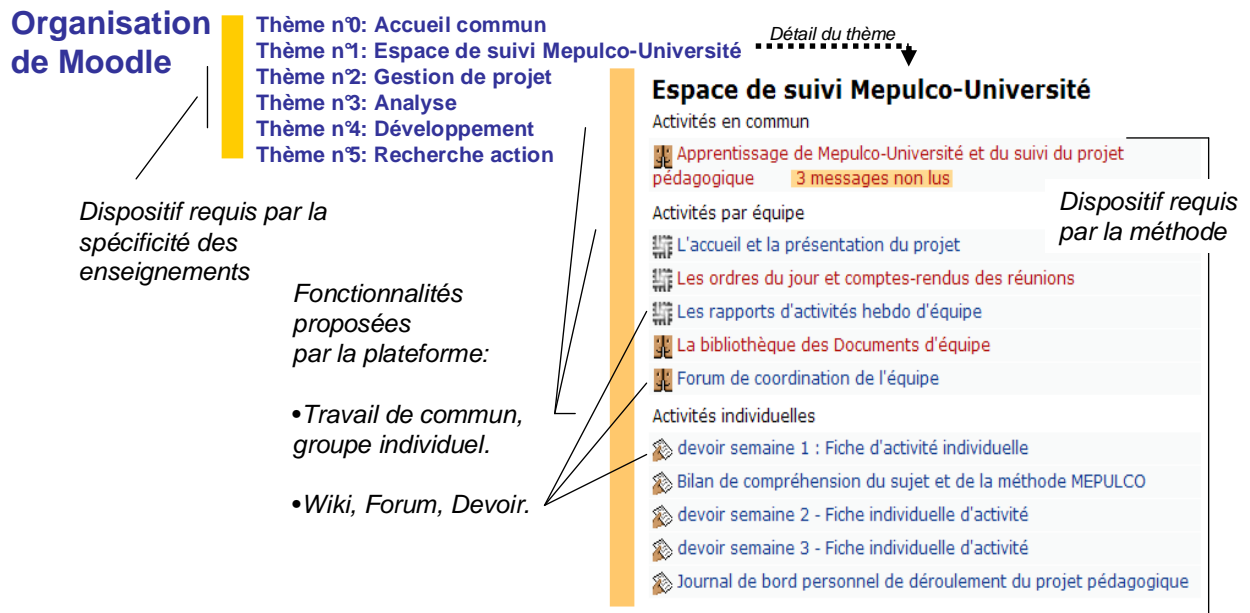 Organisation
de Moodle
Thème n°0: Accueil commun
Thème n°1: Espace de suivi Mepulco-Université
Thème n°2: Gestion de projet
Thème n°3: Analyse
Thème n°4: Développement
Thème n°5: Recherche action
Détail du thème
Dispositif requis par la
spécificité des
enseignements
Fonctionnalités
proposées
par la plateforme:
•Travail de commun,
groupe individuel.
•Wiki, Forum, Devoir.
Espace de suivi Mepulco-Université
Activités en commun
Apprentissage de Mepulco-Université et du suivi du projet
pédagogique 3 messages non lus
Dispositif requis
par la méthode
Activités par équipe
L'accueil et la présentation du projet
Les ordres du jour et comptes-rendus des réunions
Les rapports d'activités hebdo d'équipe
La bibliothèque des Documents d'équipe
Forum de coordination de l'équipe
Activités individuelles
devoir semaine 1 : Fiche d'activité individuelle
Bilan de compréhension du sujet et de la méthode MEPULCO
devoir semaine 2 - Fiche individuelle d'activité
devoir semaine 3 - Fiche individuelle d'activité
Journal de bord personnel de déroulement du projet pédagogique